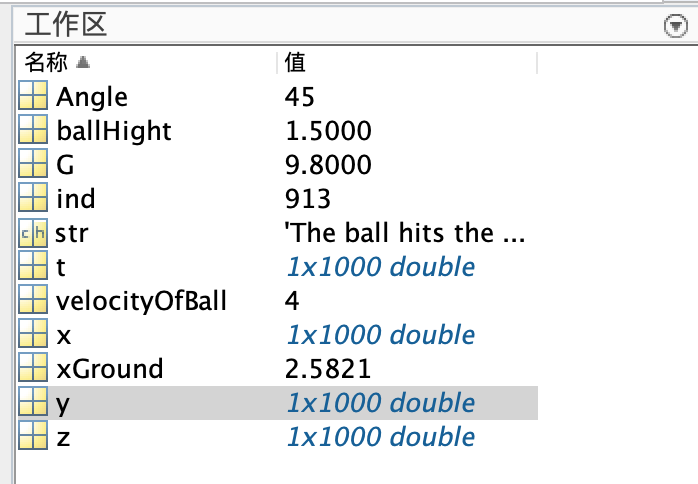 工作区
名称 值
Angle 45
ballHight 1.5000
G 9.8000
ind 913
ch str 'The ball hits the ...
t 1x1000 double
velocityOfBall 4
x 1x1000 double
xGround 2.5821
y 1x1000 double
z 1x1000 double